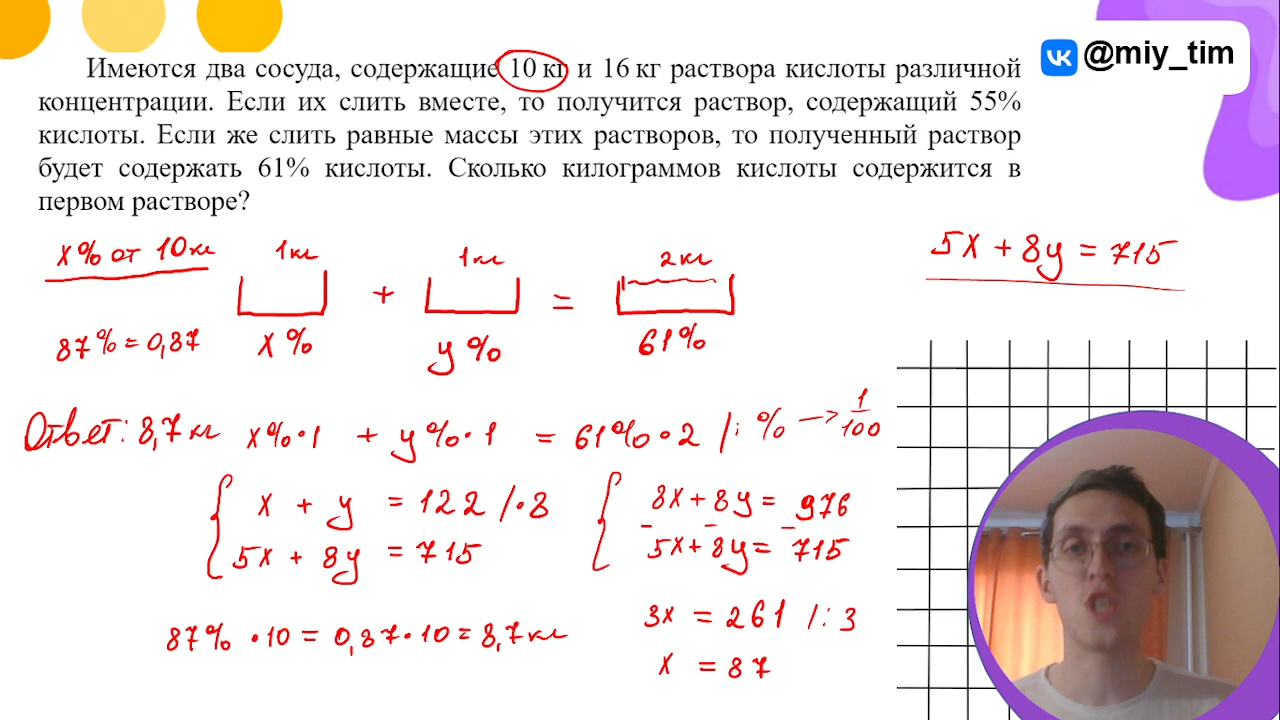 Имеются два сосуда, содержащие 10 кг и 16 кг раствора кислоты различной
концентрации. Если их слить вместе, то получится раствор, содержащий 55%
кислоты. Если же слить равные массы этих растворов, то полученный раствор
будет содержать 61% кислоты. Сколько килограммов кислоты содержится в
первом растворе?
@miy_tim
x% от 10кг 1кг 1кг 2кг
5x + 8y = 715
+ =
87% = 0,87 x% y% 61%
Ответ: 8,7 кг x%·1 + y%·1 = 61%·2 /: % → 1/100
x + y = 122 /·8
5x + 8y = 715
8x + 8y = 976
5x + 8y = 715
3x = 261 /: 3
x = 87
87% ·10 = 0,87·10 = 8,7кг